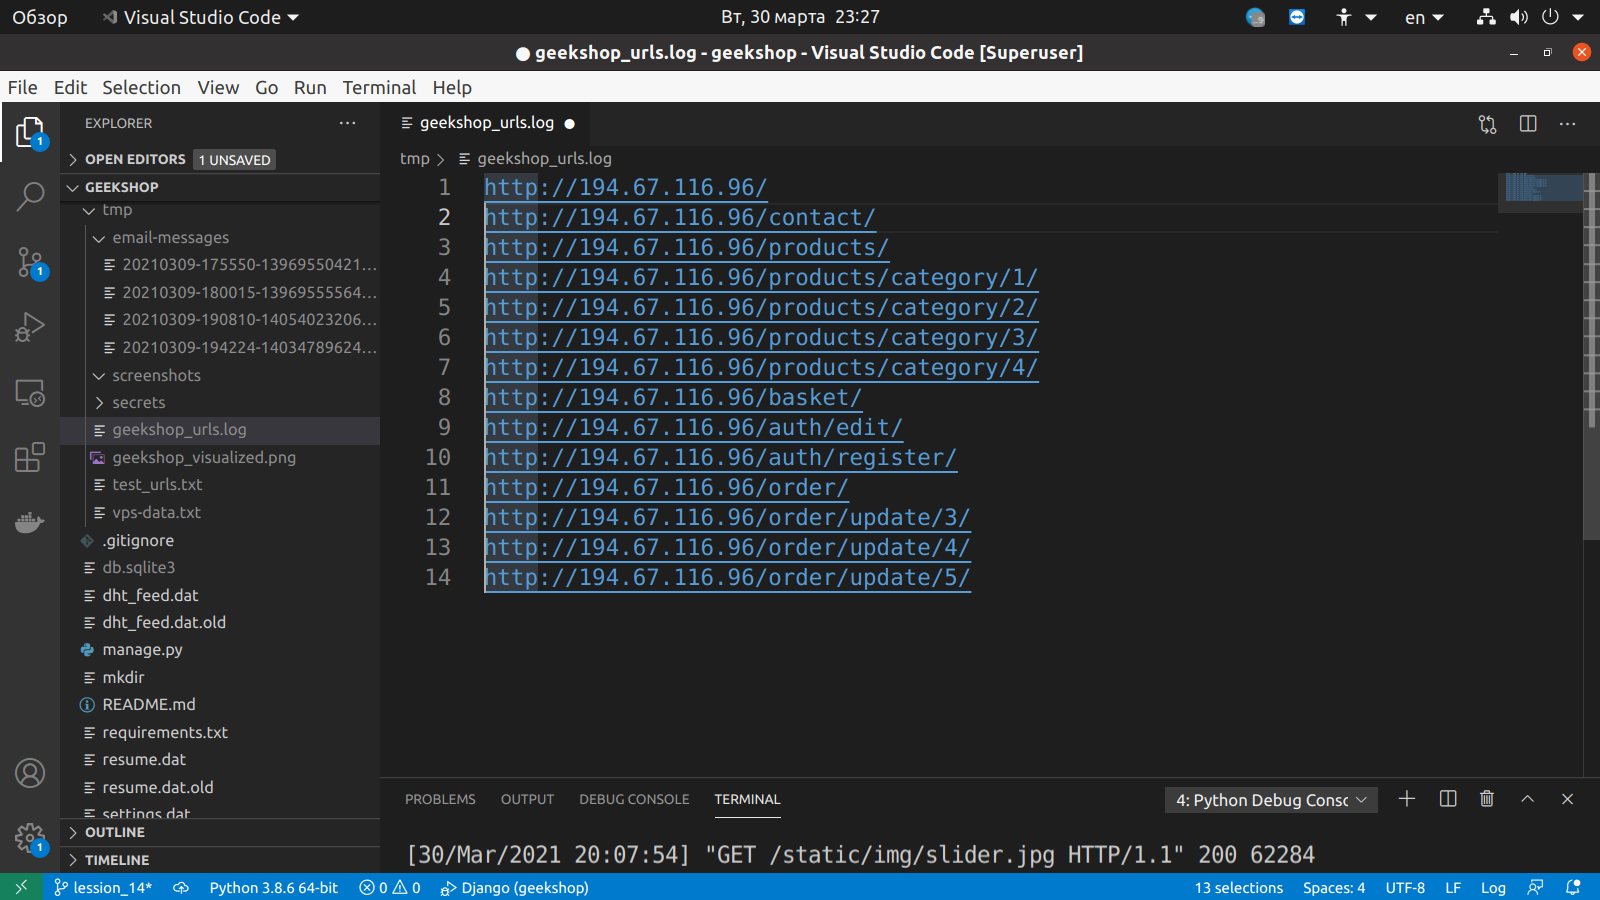 Обзор Visual Studio Code Вт, 30 марта 23:27 en
● geekshop_urls.log - geekshop - Visual Studio Code [Superuser]
File Edit Selection View Go Run Terminal Help
EXPLORER ···
OPEN EDITORS 1 UNSAVED
GEEKSHOP
tmp
email-messages
20210309-175550-13969550421...
20210309-180015-13969555564...
20210309-190810-14054023206...
20210309-194224-14034789624...
screenshots
secrets
geekshop_urls.log
geekshop_visualized.png
test_urls.txt
vps-data.txt
.gitignore
db.sqlite3
dht_feed.dat
dht_feed.dat.old
manage.py
mkdir
README.md
requirements.txt
resume.dat
resume.dat.old
settings.dat
OUTLINE
TIMELINE
1
1
1
geekshop_urls.log ●
tmp > geekshop_urls.log
1 http://194.67.116.96/
2 http://194.67.116.96/contact/
3 http://194.67.116.96/products/
4 http://194.67.116.96/products/category/1/
5 http://194.67.116.96/products/category/2/
6 http://194.67.116.96/products/category/3/
7 http://194.67.116.96/products/category/4/
8 http://194.67.116.96/basket/
9 http://194.67.116.96/auth/edit/
10 http://194.67.116.96/auth/register/
11 http://194.67.116.96/order/
12 http://194.67.116.96/order/update/3/
13 http://194.67.116.96/order/update/4/
14 http://194.67.116.96/order/update/5/
PROBLEMS OUTPUT DEBUG CONSOLE TERMINAL 4: Python Debug Consc
[30/Mar/2021 20:07:54] "GET /static/img/slider.jpg HTTP/1.1" 200 62284
lession_14* Python 3.8.6 64-bit 0 0 Django (geekshop) 13 selections Spaces: 4 UTF-8 LF Log